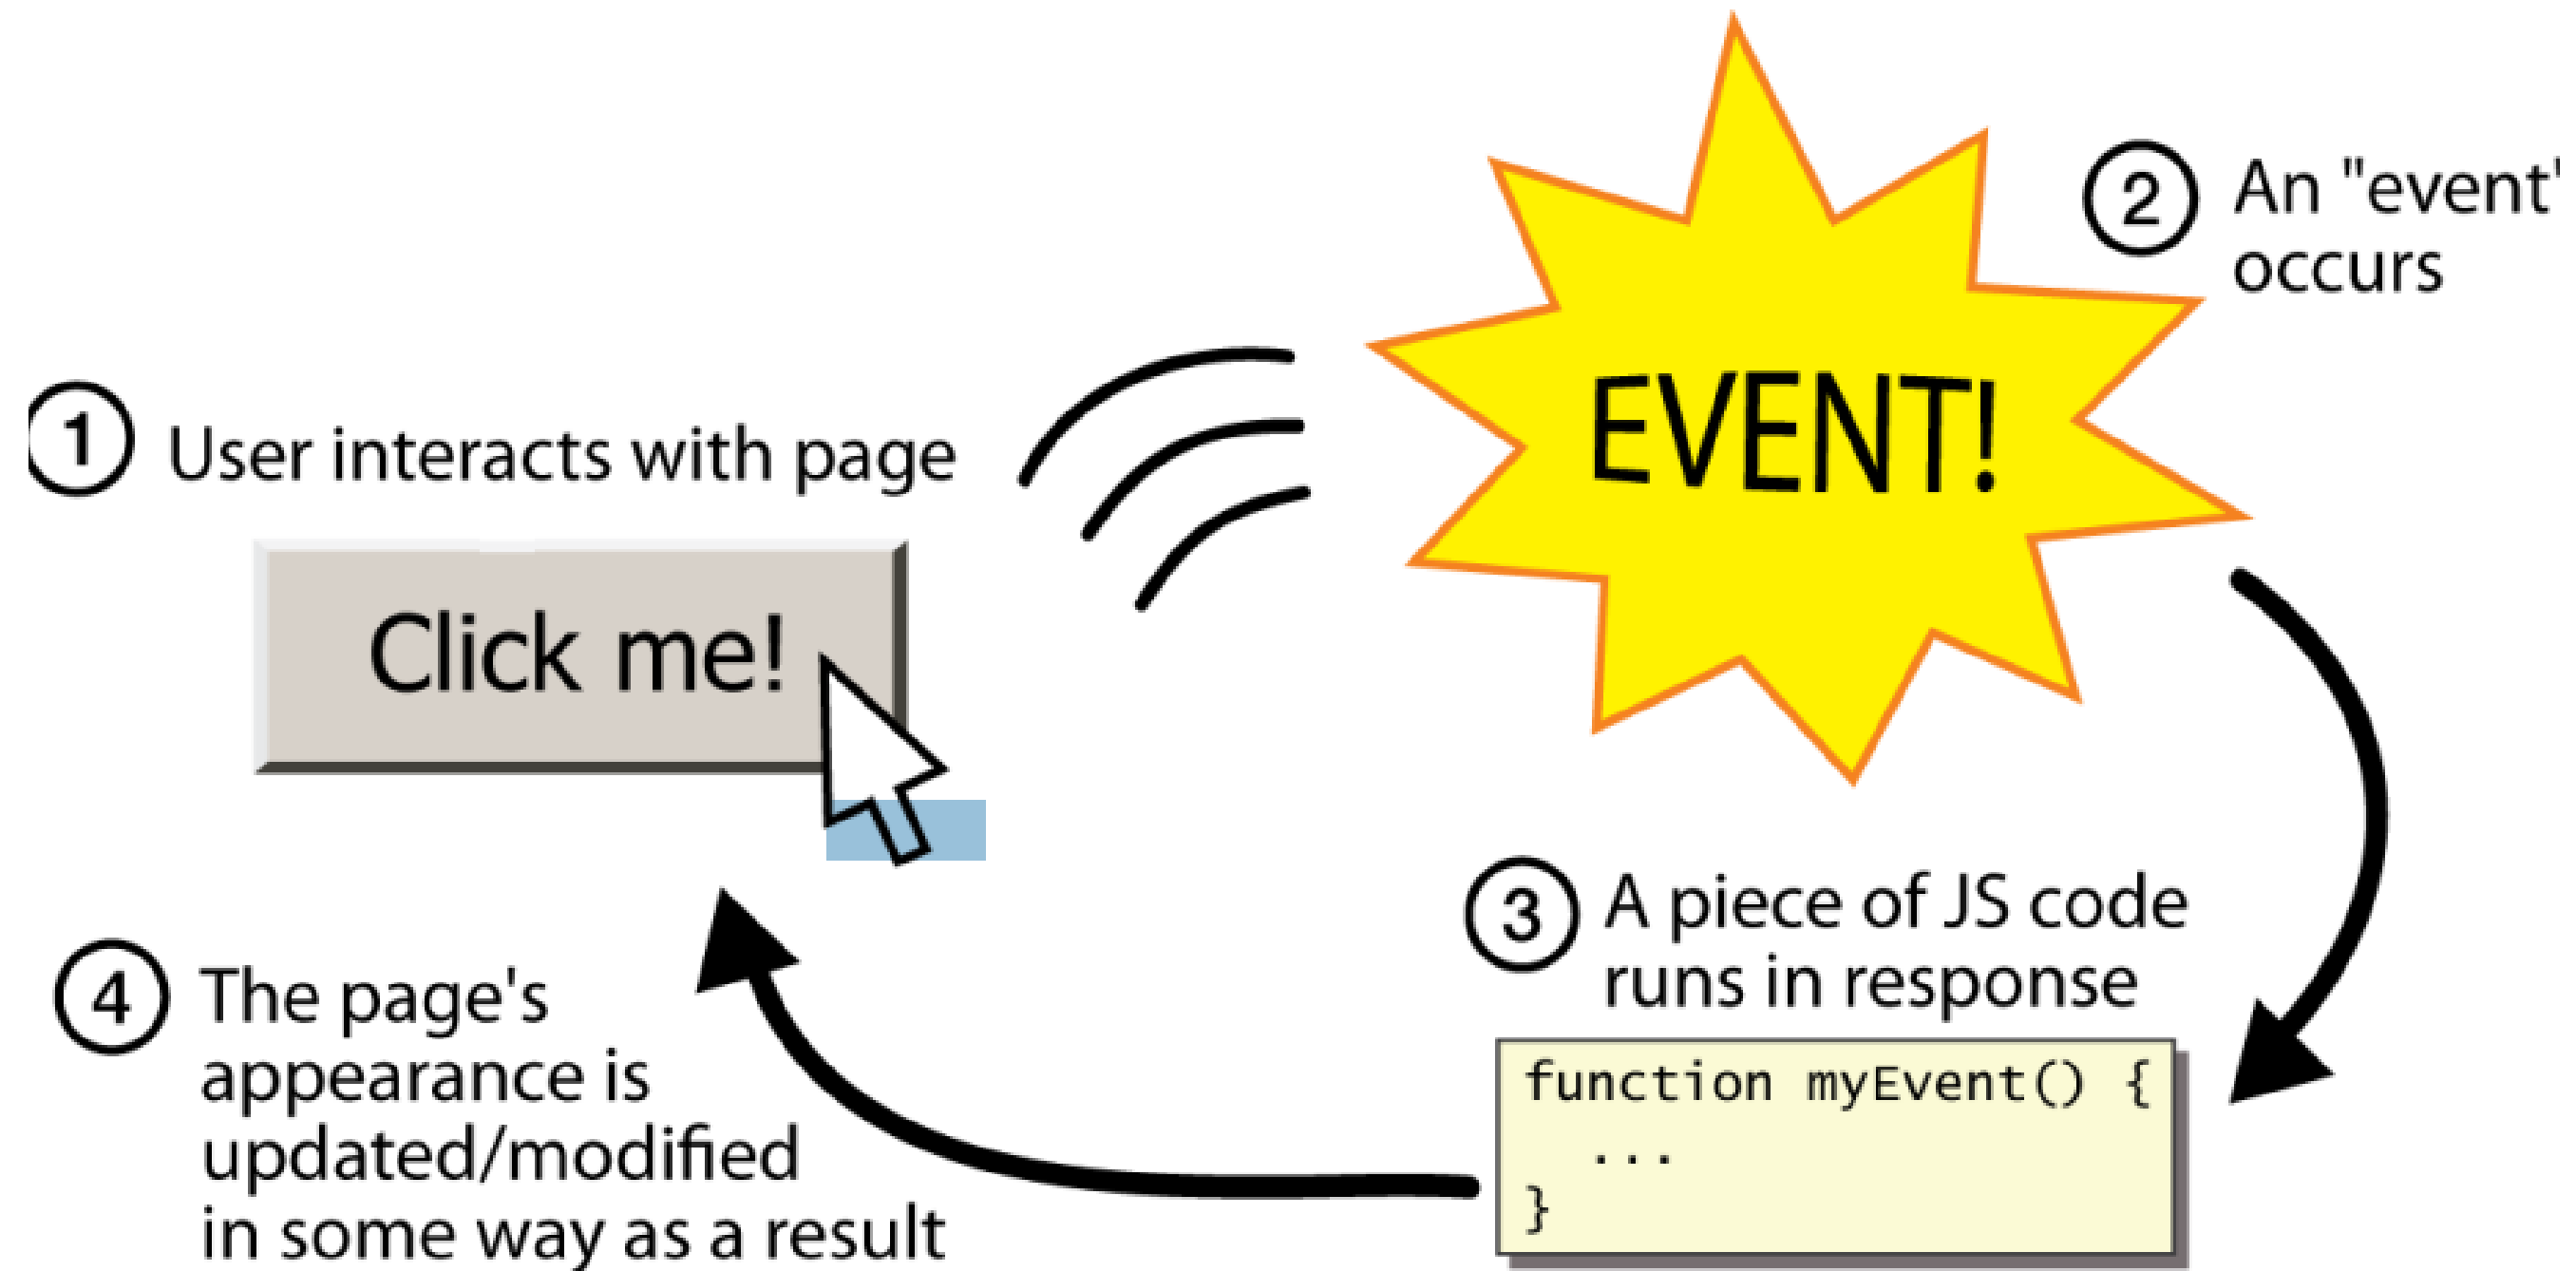 1 User interacts with page
Click me!
EVENT!
2 An "event'
occurs
3 A piece of JS code
runs in response
function myEvent() {
...
}
4 The page's
appearance is
updated/modified
in some way as a result